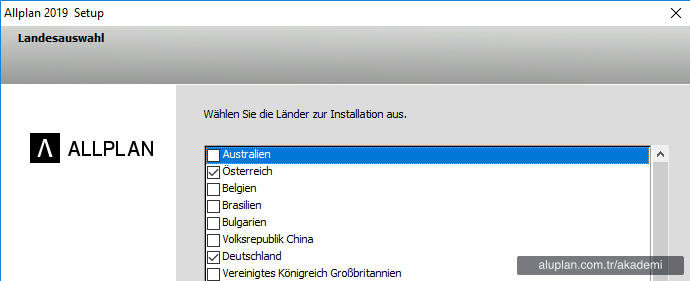 Allplan 2019 Setup
Landesauswahl
Wählen Sie die Länder zur Installation aus.
ALLPLAN
Australien
Österreich
Belgien
Brasilien
Bulgarien
Volksrepublik China
Deutschland
Vereinigtes Königreich Großbritannien
aluplan.com.tr/akademi